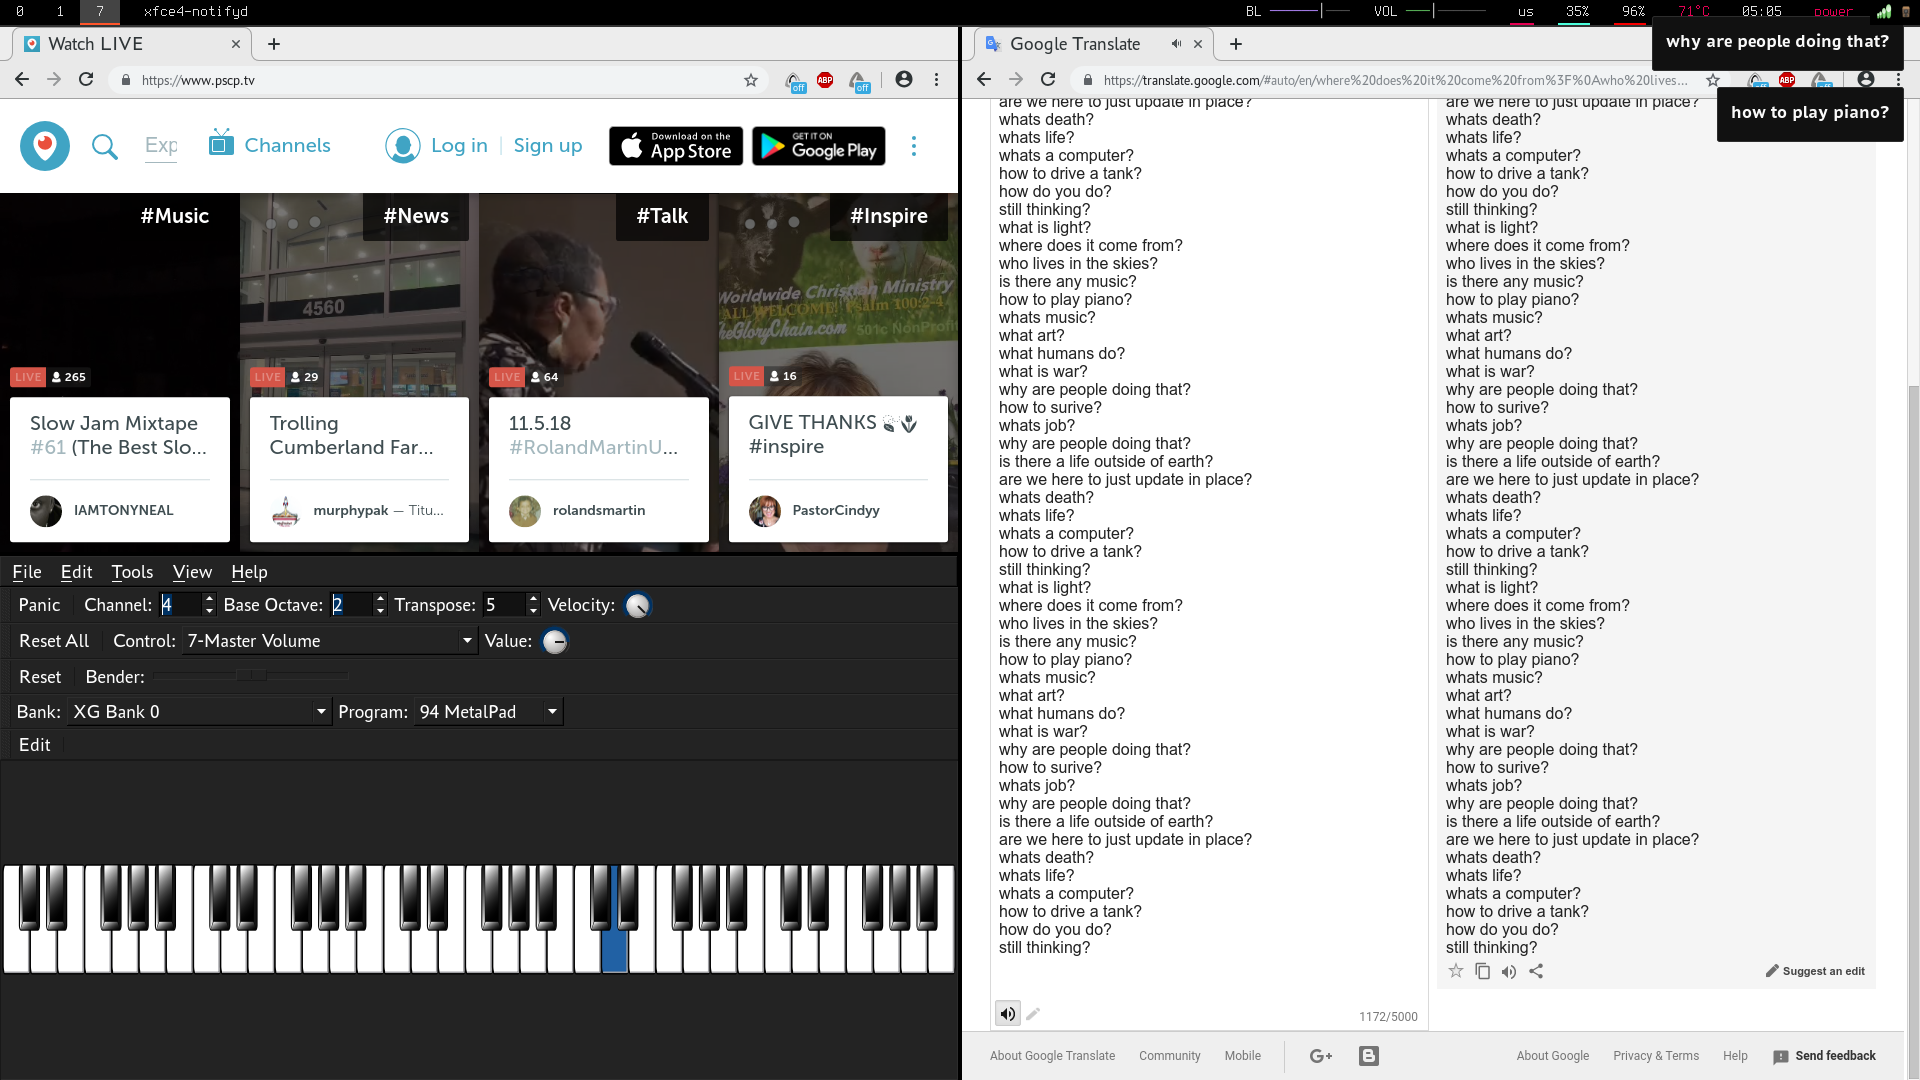 0 1 7 xfce4-notifyd
BL VOL us 35% 96% 71°C 05:05 power
Watch LIVE
https://www.pscp.tv
off
ABP
off
Exp
Channels
Log in
Sign up
Download on the
App Store
GET IT ON
Google Play
#Music
#News
#Talk
#Inspire
4560
Worldwide Christian Ministry
ALL WELCOME! Psalm 100:2-4
TheGloryChain.com 501c NonProfit
LIVE 265
LIVE 29
LIVE 64
LIVE 16
Slow Jam Mixtape
#61 (The Best Slo...
IAMTONYNEAL
Trolling
Cumberland Far...
murphypak — Titu...
11.5.18
#RolandMartinU...
rolandsmartin
GIVE THANKS
#inspire
PastorCindyy
File Edit Tools View Help
Panic Channel: 4 Base Octave: 2 Transpose: 5 Velocity:
Reset All Control: 7-Master Volume Value:
Reset Bender:
Bank: XG Bank 0 Program: 94 MetalPad
Edit
Google Translate
https://translate.google.com/#auto/en/where%20does%20it%20come%20from%3F%0Awho%20lives...
ABP
why are people doing that?
how to play piano?
are we here to just update in place?
whats death?
whats life?
whats a computer?
how to drive a tank?
how do you do?
still thinking?
what is light?
where does it come from?
who lives in the skies?
is there any music?
how to play piano?
whats music?
what art?
what humans do?
what is war?
why are people doing that?
how to surive?
whats job?
why are people doing that?
is there a life outside of earth?
are we here to just update in place?
whats death?
whats life?
whats a computer?
how to drive a tank?
still thinking?
what is light?
where does it come from?
who lives in the skies?
is there any music?
how to play piano?
whats music?
what art?
what humans do?
what is war?
why are people doing that?
how to surive?
whats job?
why are people doing that?
is there a life outside of earth?
are we here to just update in place?
whats death?
whats life?
whats a computer?
how to drive a tank?
how do you do?
still thinking?
1172/5000
are we here to just update in place?
whats death?
whats life?
whats a computer?
how to drive a tank?
how do you do?
still thinking?
what is light?
where does it come from?
who lives in the skies?
is there any music?
how to play piano?
whats music?
what art?
what humans do?
what is war?
why are people doing that?
how to surive?
whats job?
why are people doing that?
is there a life outside of earth?
are we here to just update in place?
whats death?
whats life?
whats a computer?
how to drive a tank?
still thinking?
what is light?
where does it come from?
who lives in the skies?
is there any music?
how to play piano?
whats music?
what art?
what humans do?
what is war?
why are people doing that?
how to surive?
whats job?
why are people doing that?
is there a life outside of earth?
are we here to just update in place?
whats death?
whats life?
whats a computer?
how to drive a tank?
how do you do?
still thinking?
Suggest an edit
About Google Translate Community Mobile G+ About Google Privacy & Terms Help Send feedback